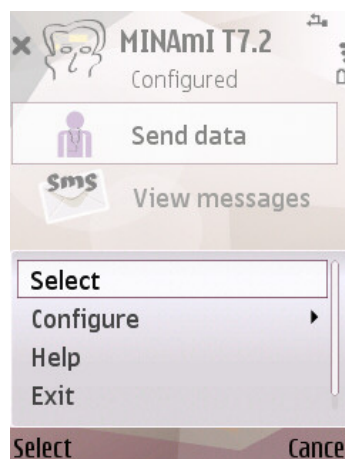 MINAmI T7.2
Configured
Send data
sms
View messages
Select
Configure
Help
Exit
Select Cance